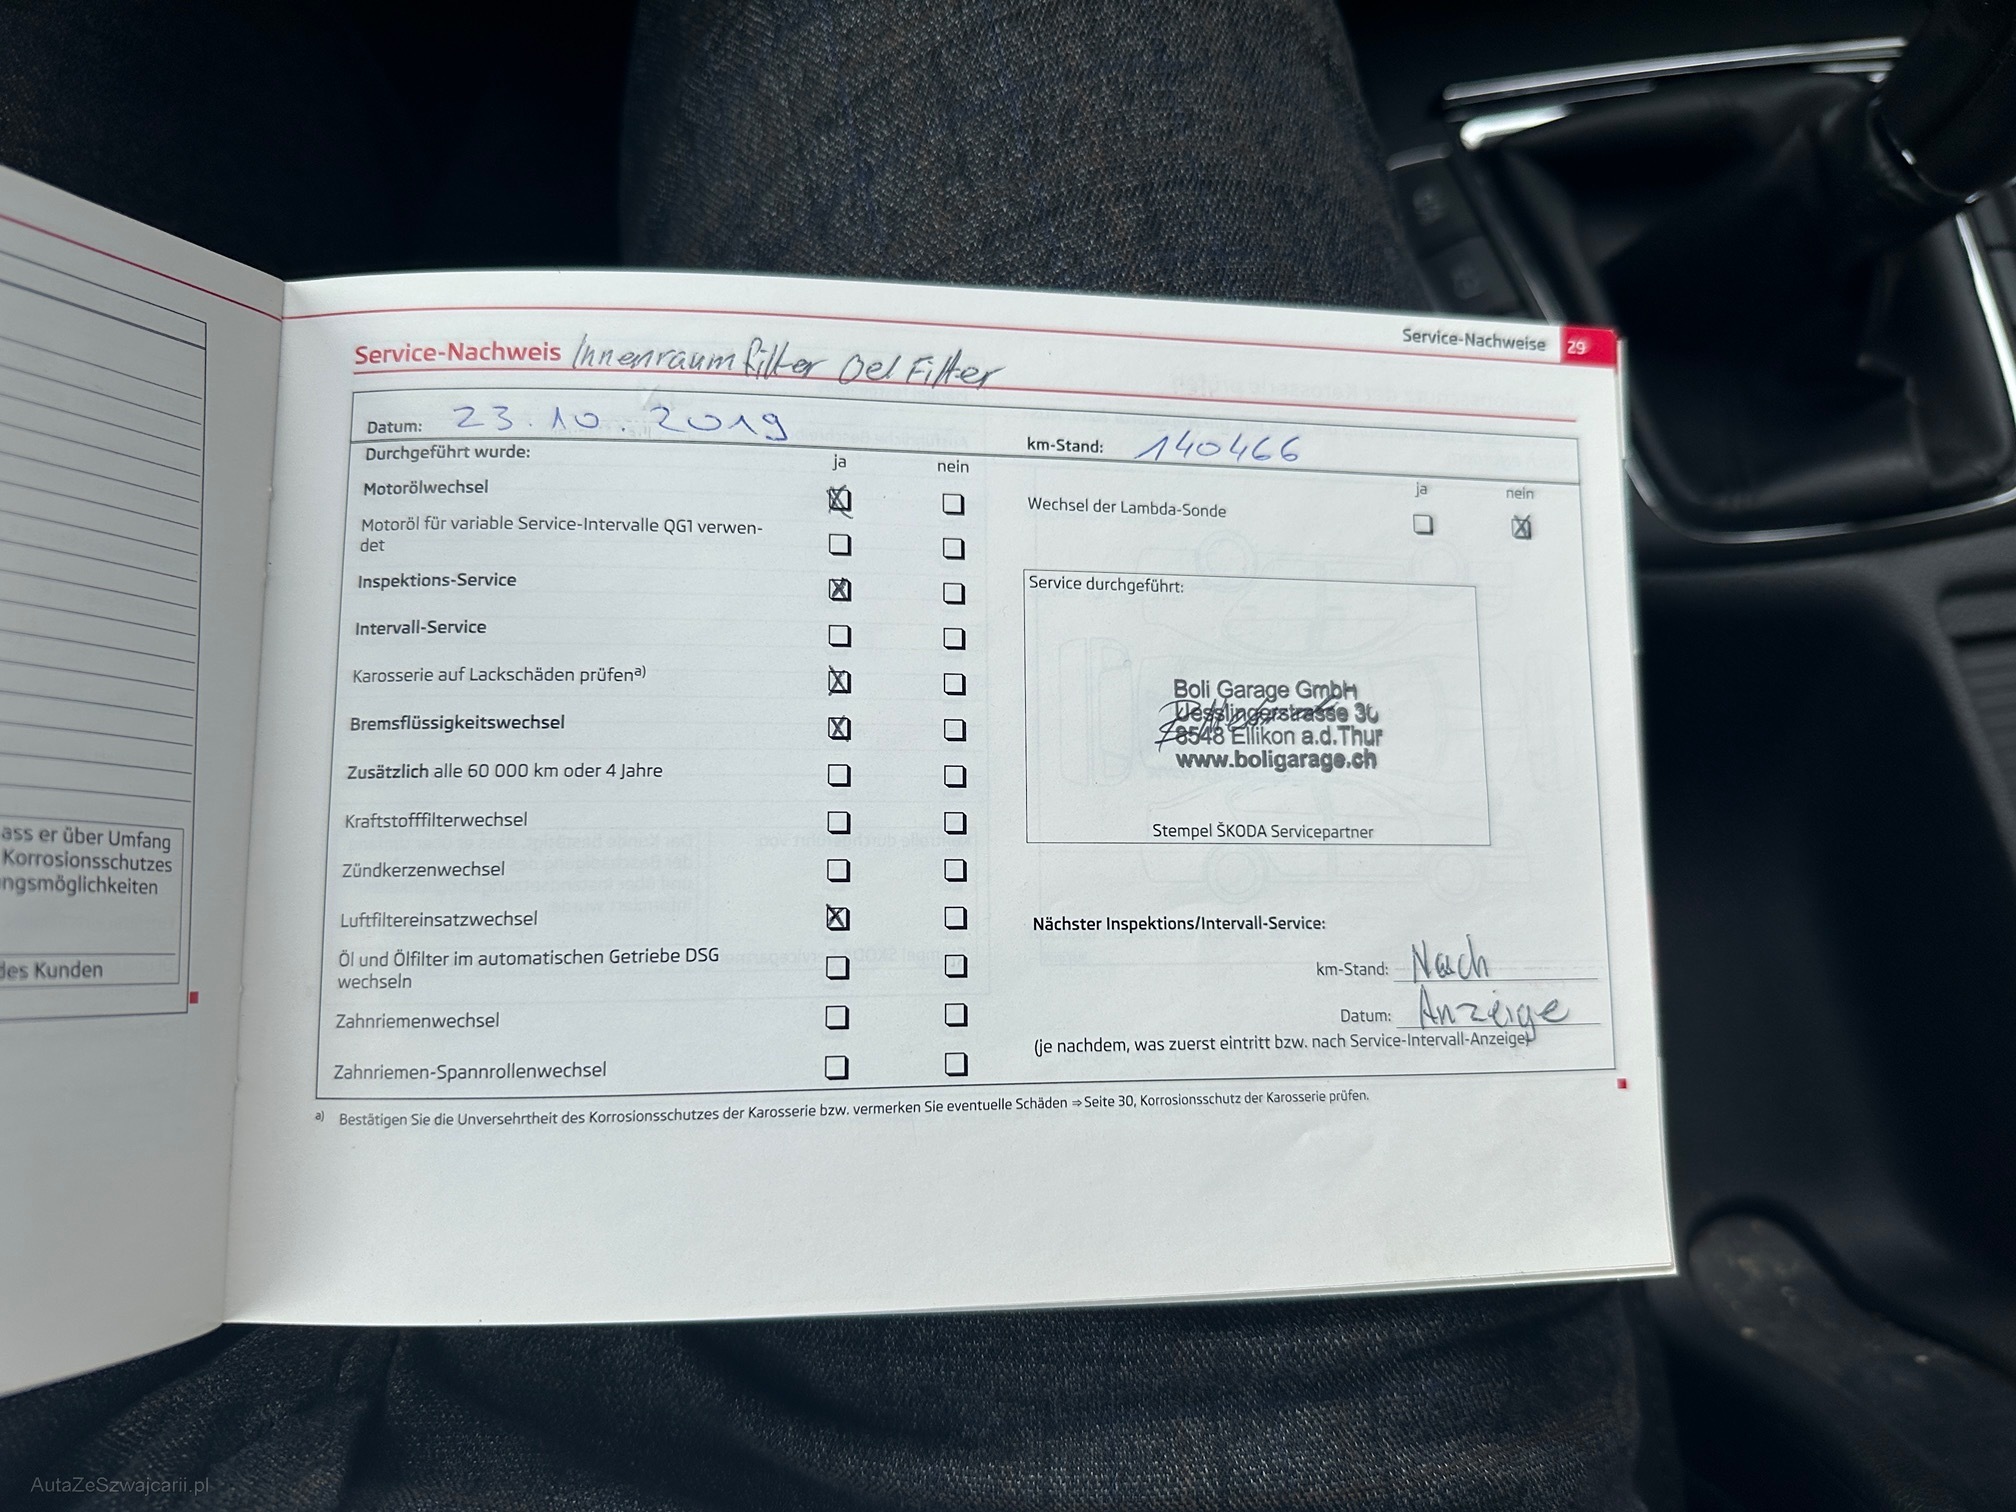 Service-Nachweise 29
Service-Nachweis Innenraumfilter Oel Filter
Datum: 23.10.2019
km-Stand: 140466
Durchgeführt wurde:
ja nein
Motorölwechsel
Motoröl für variable Service-Intervalle QG1 verwen-
det
Inspektions-Service
Intervall-Service
Karosserie auf Lackschäden prüfen a)
Bremsflüssigkeitswechsel
Zusätzlich alle 60 000 km oder 4 Jahre
Kraftstofffilterwechsel
Zündkerzenwechsel
Luftfiltereinsatzwechsel
Öl und Ölfilter im automatischen Getriebe DSG
wechseln
Zahnriemenwechsel
Zahnriemen-Spannrollenwechsel
ja nein
Wechsel der Lambda-Sonde
Service durchgeführt:
Boli Garage GmbH
Uesslingerstrasse 30
8548 Ellikon a.d.Thur
www.boligarage.ch
Stempel ŠKODA Servicepartner
Nächster Inspektions/Intervall-Service:
km-Stand: Nach
Datum: Anzeige
(je nachdem, was zuerst eintritt bzw. nach Service-Intervall-Anzeige)
a) Bestätigen Sie die Unversehrtheit des Korrosionsschutzes der Karosserie bzw. vermerken Sie eventuelle Schäden ⇒ Seite 30, Korrosionsschutz der Karosserie prüfen.
ass er über Umfang
Korrosionsschutzes
ngsmöglichkeiten
des Kunden
AutaZeSzwajcarii.pl